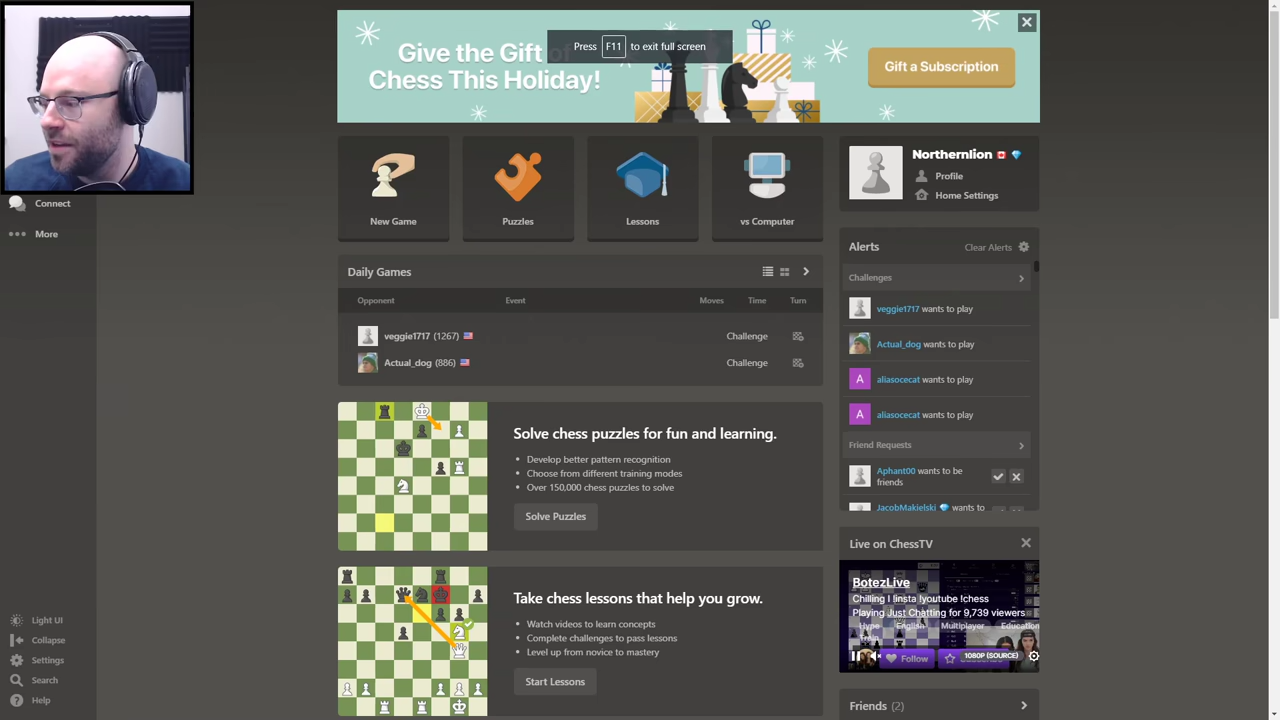 Give the Gift of
Chess This Holiday!
Press F11 to exit full screen
Gift a Subscription
Connect
More
New Game
Puzzles
Lessons
vs Computer
Northernlion
Profile
Home Settings
Daily Games
Opponent Event Moves Time Turn
veggie1717 (1267) Challenge
Actual_dog (886) Challenge
Alerts Clear Alerts
Challenges
veggie1717 wants to play
Actual_dog wants to play
A aliasocecat wants to play
A aliasocecat wants to play
Friend Requests
Aphant00 wants to be
friends
JacobMakielski wants to
Solve chess puzzles for fun and learning.
• Develop better pattern recognition
• Choose from different training modes
• Over 150,000 chess puzzles to solve
Solve Puzzles
Live on ChessTV
BotezLive
Chilling l !insta !youtube !chess
Playing Just Chatting for 9,739 viewers
Hype English Multiplayer Education
Train
1080P (SOURCE)
Follow
Take chess lessons that help you grow.
• Watch videos to learn concepts
• Complete challenges to pass lessons
• Level up from novice to mastery
Start Lessons
Friends (2)
Light UI
Collapse
Settings
Search
Help